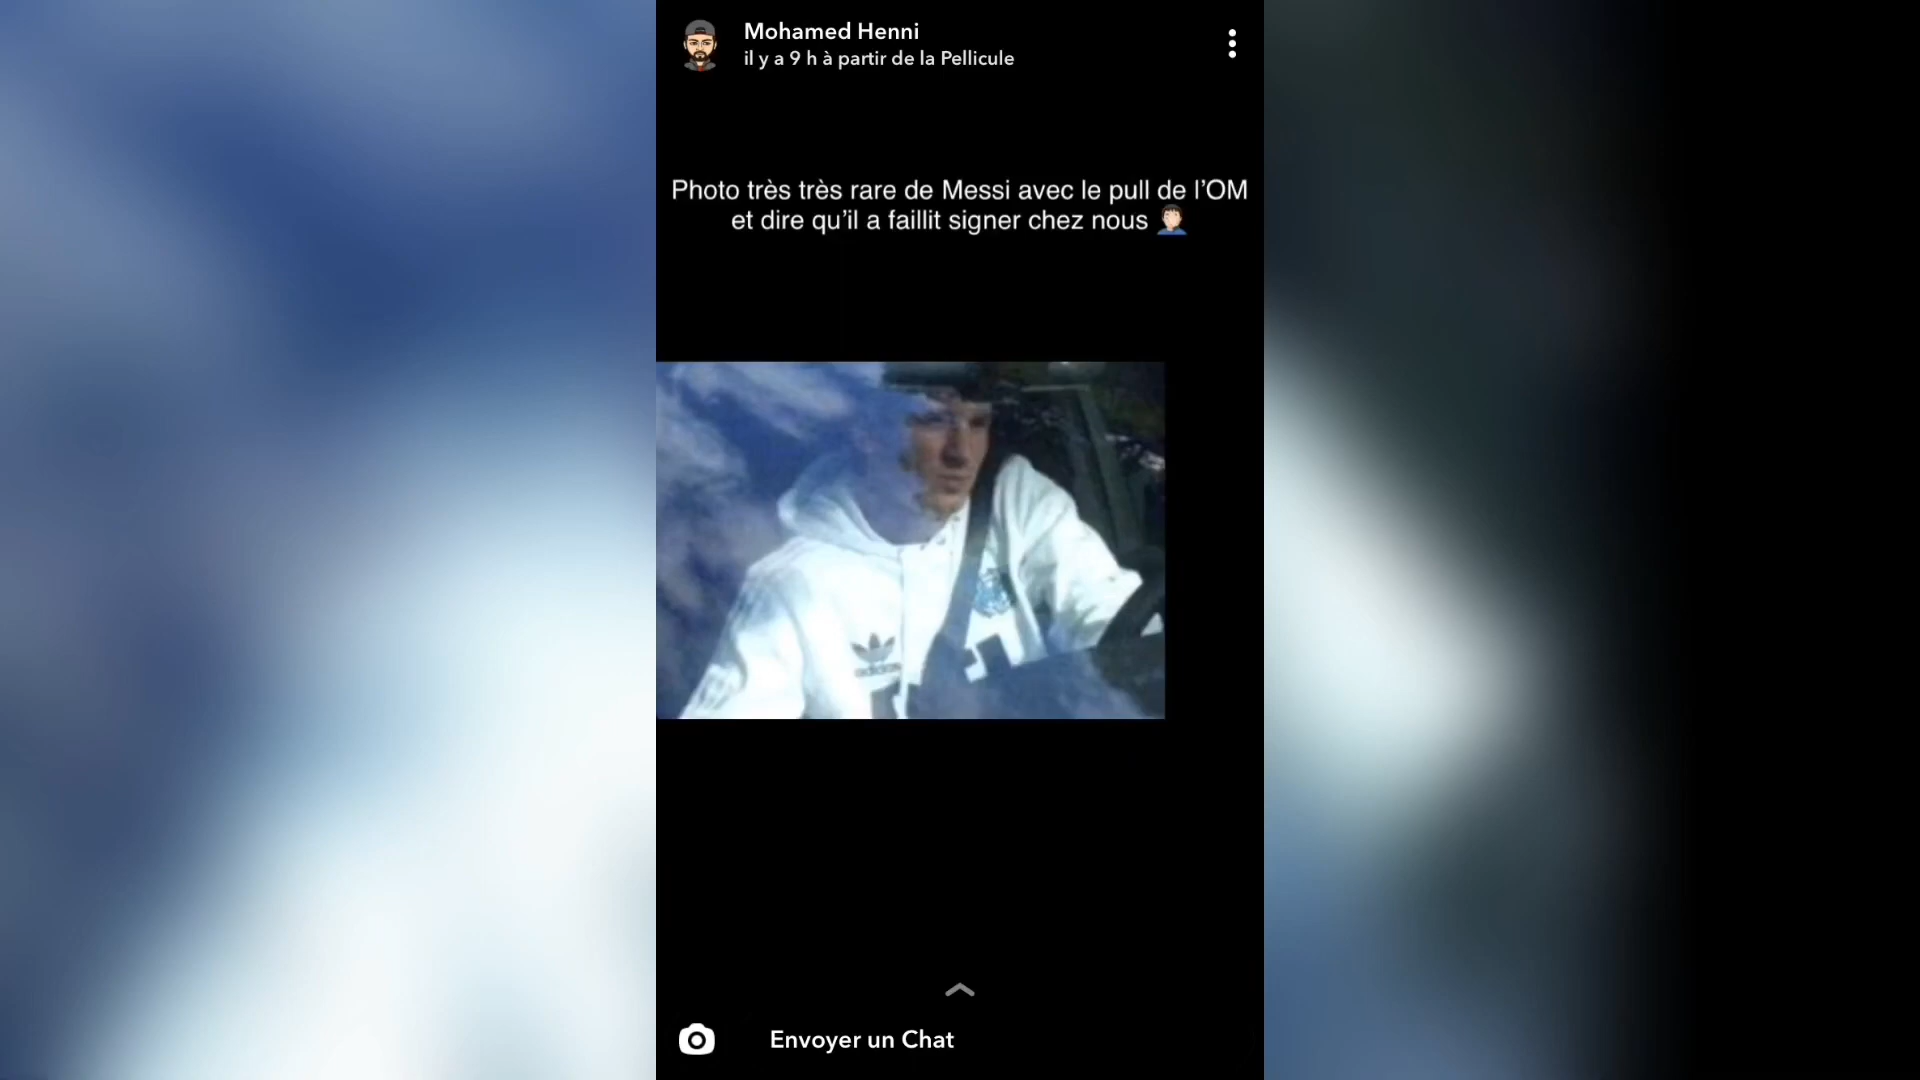 Mohamed Henni
il y a 9 h à partir de la Pellicule
Photo très très rare de Messi avec le pull de l’OM
et dire qu’il a faillit signer chez nous 🤦🏻‍♂️
adidas
Envoyer un Chat